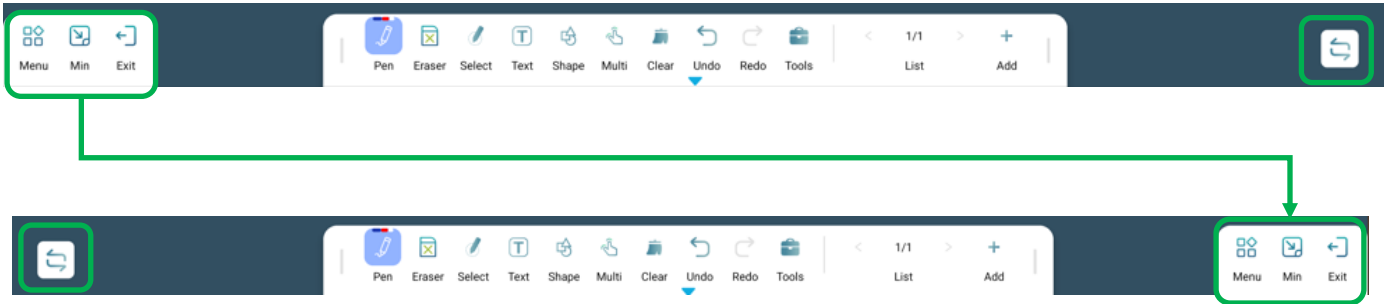 1/1
Menu Min Exit Pen Eraser Select Text Shape Multi Clear Undo Redo Tools List Add
1/1
Pen Eraser Select Text Shape Multi Clear Undo Redo Tools List Add Menu Min Exit